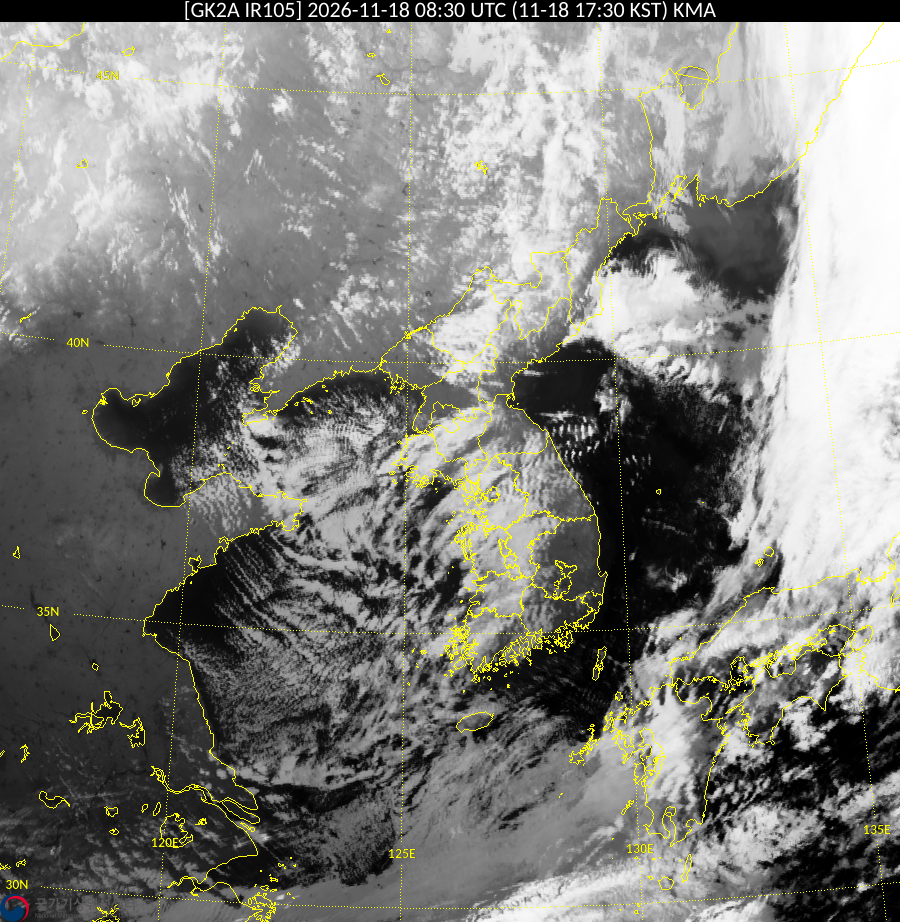 [GK2A IR105] 2026-11-18 08:30 UTC (11-18 17:30 KST) KMA
45N
40N
35N
120E
125E
130E
135E
30N